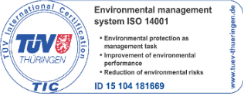 TÜV International Certification
TÜV
THÜRINGEN
TIC
Environmental management
system ISO 14001
• Environmental protection as
management task
• Improvement of environmental
performance
• Reduction of environmental risks
ID 15 104 181669
www.tuev-thueringen.de